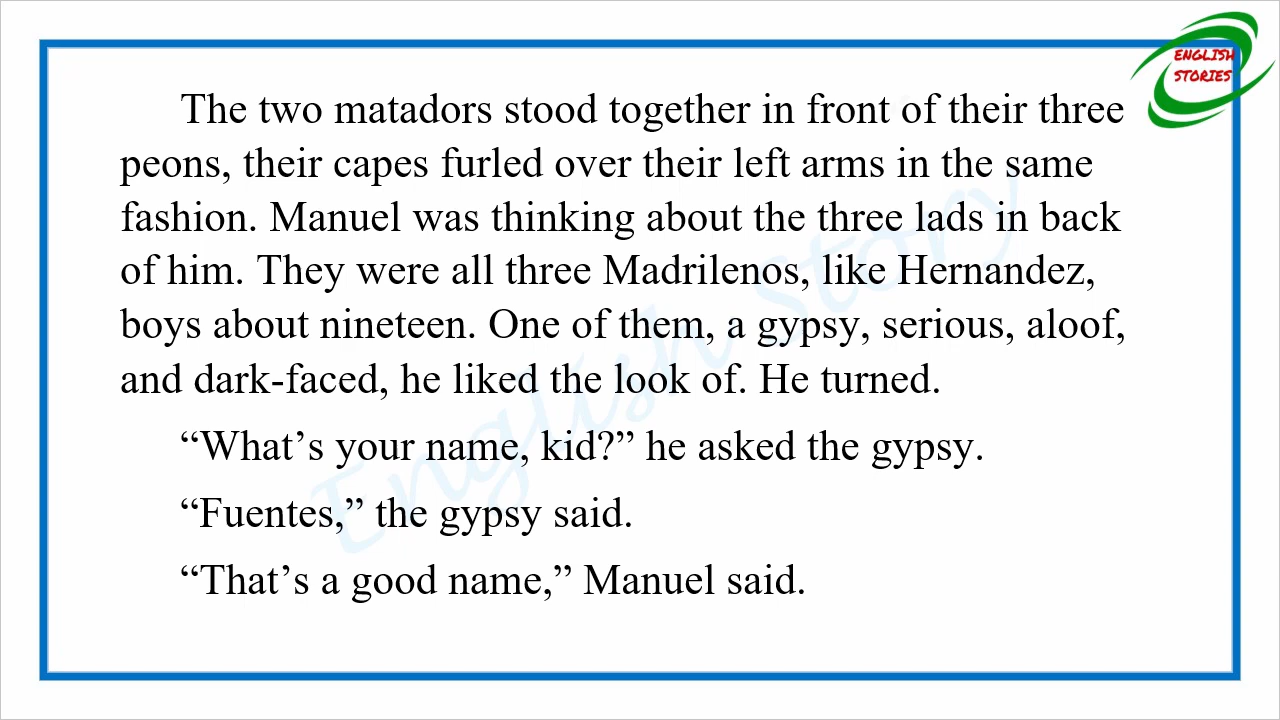 ENGLISH
STORIES
The two matadors stood together in front of their three
peons, their capes furled over their left arms in the same
fashion. Manuel was thinking about the three lads in back
of him. They were all three Madrilenos, like Hernandez,
boys about nineteen. One of them, a gypsy, serious, aloof,
and dark-faced, he liked the look of. He turned.
“What’s your name, kid?” he asked the gypsy.
“Fuentes,” the gypsy said.
“That’s a good name,” Manuel said.
English Story